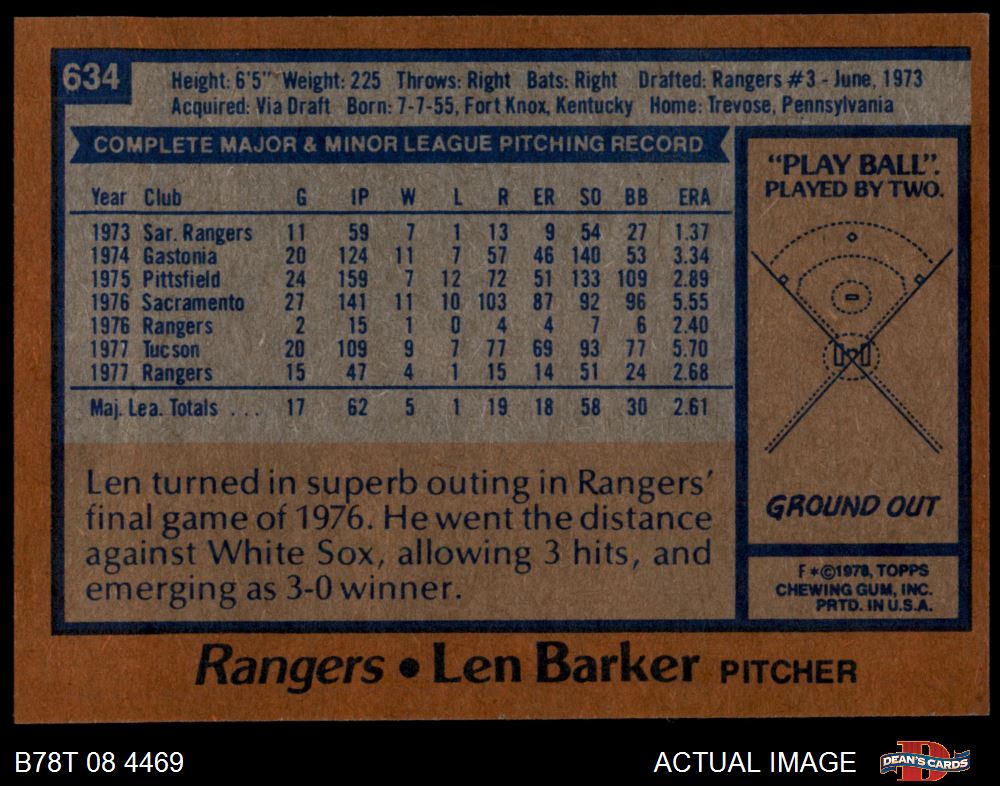 634
Height: 6'5" Weight: 225 Throws: Right Bats: Right Drafted: Rangers #3 - June, 1973
Acquired: Via Draft Born: 7-7-55, Fort Knox, Kentucky Home: Trevose, Pennsylvania
COMPLETE MAJOR & MINOR LEAGUE PITCHING RECORD
Year Club G IP W L R ER SO BB ERA
1973 Sar. Rangers 11 59 7 1 13 9 54 27 1.37
1974 Gastonia 20 124 11 7 57 46 140 53 3.34
1975 Pittsfield 24 159 7 12 72 51 133 109 2.89
1976 Sacramento 27 141 11 10 103 87 92 96 5.55
1976 Rangers 2 15 1 0 4 4 7 6 2.40
1977 Tucson 20 109 9 7 77 69 93 77 5.70
1977 Rangers 15 47 4 1 15 14 51 24 2.68
Maj. Lea. Totals . . . 17 62 5 1 19 18 58 30 2.61
Len turned in superb outing in Rangers'
final game of 1976. He went the distance
against White Sox, allowing 3 hits, and
emerging as 3-0 winner.
"PLAY BALL".
PLAYED BY TWO.
GROUND OUT
F*©1978, TOPPS
CHEWING GUM, INC.
PRTD. IN U.S.A.
Rangers • Len Barker PITCHER
B78T 08 4469
ACTUAL IMAGE
DEAN'S CARDS